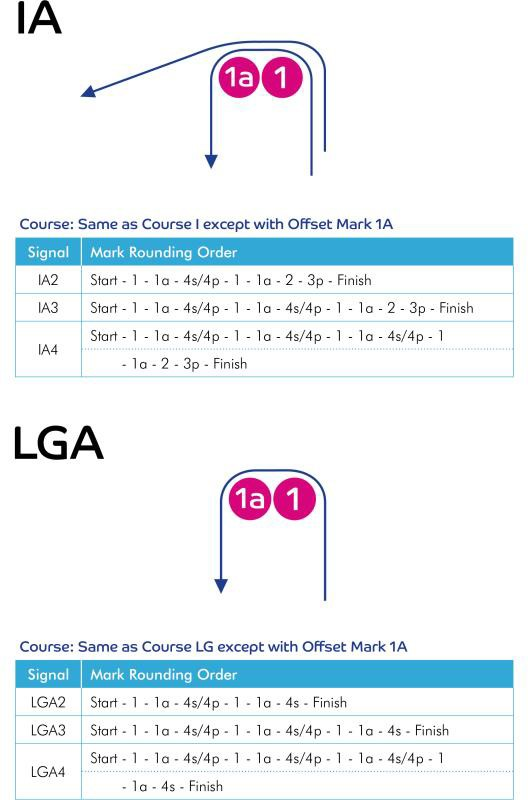 IA
1a 1
Course: Same as Course I except with Offset Mark 1A
Signal Mark Rounding Order
IA2 Start - 1 - 1a - 4s/4p - 1 - 1a - 2 - 3p - Finish
IA3 Start - 1 - 1a - 4s/4p - 1 - 1a - 4s/4p - 1 - 1a - 2 - 3p - Finish
IA4 Start - 1 - 1a - 4s/4p - 1 - 1a - 4s/4p - 1 - 1a - 4s/4p - 1
- 1a - 2 - 3p - Finish
LGA
1a 1
Course: Same as Course LG except with Offset Mark 1A
Signal Mark Rounding Order
LGA2 Start - 1 - 1a - 4s/4p - 1 - 1a - 4s - Finish
LGA3 Start - 1 - 1a - 4s/4p - 1 - 1a - 4s/4p - 1 - 1a - 4s - Finish
LGA4 Start - 1 - 1a - 4s/4p - 1 - 1a - 4s/4p - 1 - 1a - 4s/4p - 1
- 1a - 4s - Finish